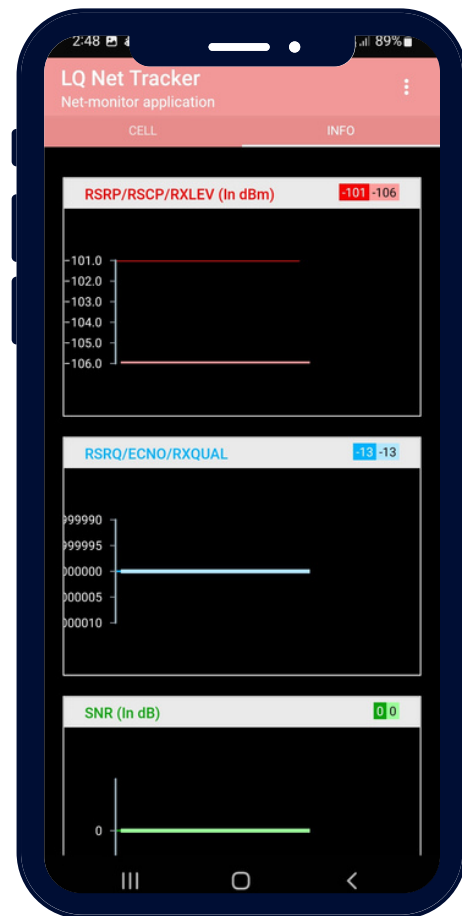 2:48
89%
LQ Net Tracker
Net-monitor application
CELL INFO
RSRP/RSCP/RXLEV (In dBm) -101 -106
-101.0
-102.0
-103.0
-104.0
-105.0
-106.0
RSRQ/ECNO/RXQUAL -13 -13
999990
999995
000000
000005
000010
SNR (In dB) 0 0
0